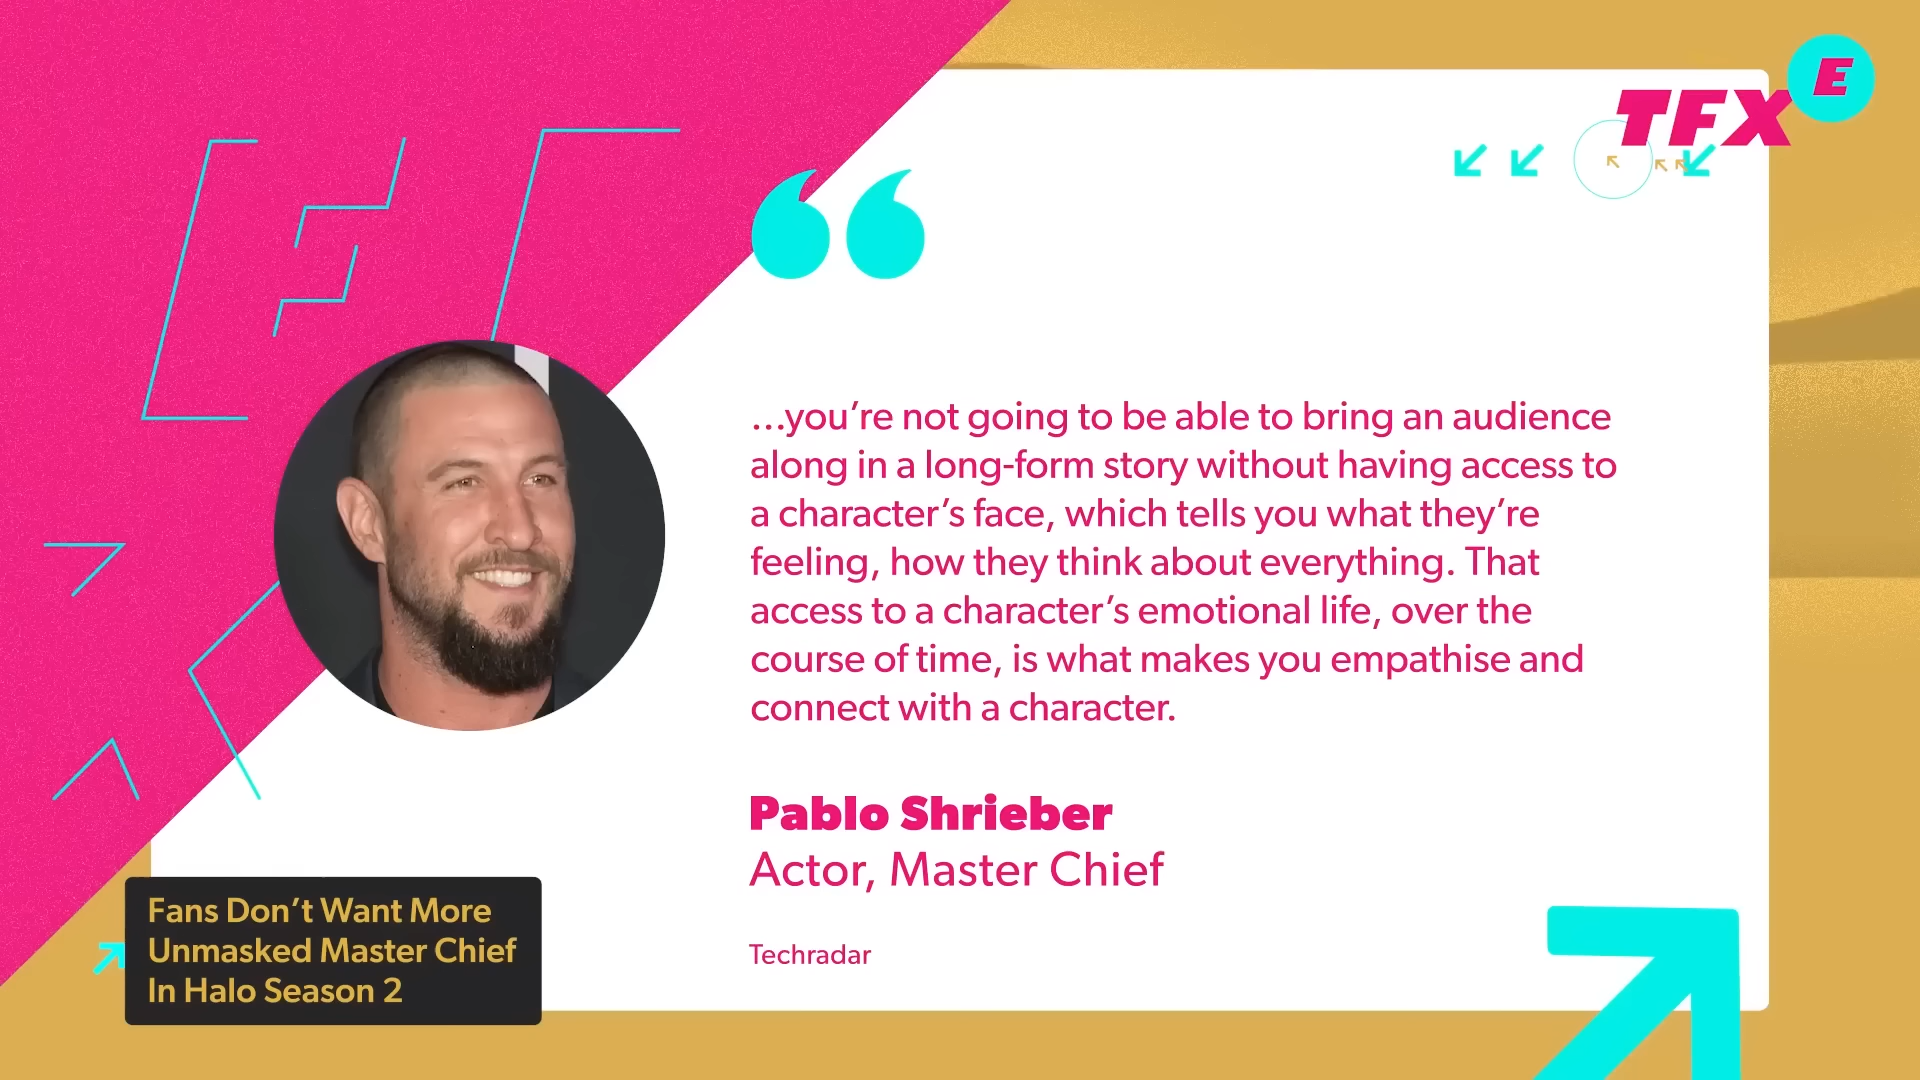 TFX
E
“
…you’re not going to be able to bring an audience
along in a long-form story without having access to
a character’s face, which tells you what they’re
feeling, how they think about everything. That
access to a character’s emotional life, over the
course of time, is what makes you empathise and
connect with a character.
Pablo Shrieber
Actor, Master Chief
Techradar
Fans Don’t Want More
Unmasked Master Chief
In Halo Season 2